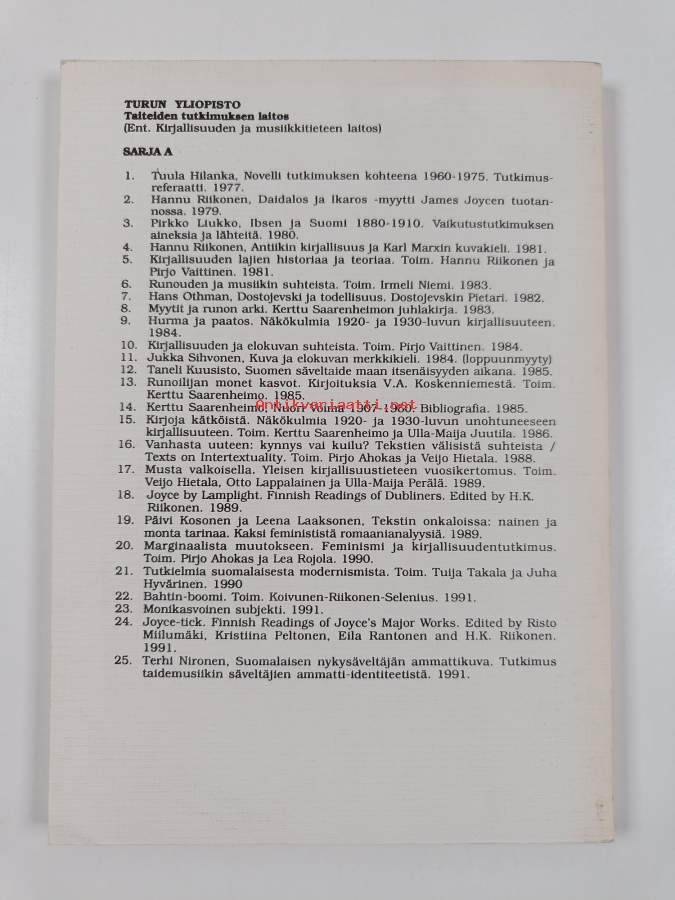 TURUN YLIOPISTO
Taiteiden tutkimuksen laitos
(Ent. Kirjallisuuden ja musiikkitieteen laitos)
SARJA A
1. Tuula Hilanka, Novelli tutkimuksen kohteena 1960-1975. Tutkimus-
referaatti. 1977.
2. Hannu Riikonen, Daidalos ja Ikaros -myytti James Joycen tuotan-
nossa. 1979.
3. Pirkko Liukko, Ibsen ja Suomi 1880-1910. Vaikutustutkimuksen
aineksia ja lähteitä. 1980.
4. Hannu Riikonen, Antiikin kirjallisuus ja Karl Marxin kuvakieli. 1981.
5. Kirjallisuuden lajien historiaa ja teoriaa. Toim. Hannu Riikonen ja
Pirjo Vaittinen. 1981.
6. Runouden ja musiikin suhteista. Toim. Irmeli Niemi. 1983.
7. Hans Othman, Dostojevski ja todellisuus. Dostojevskin Pietari. 1982.
8. Myytit ja runon arki. Kerttu Saarenheimon juhlakirja. 1983.
9. Hurma ja paatos. Näkökulmia 1920- ja 1930-luvun kirjallisuuteen.
1984.
10. Kirjallisuuden ja elokuvan suhteista. Toim. Pirjo Vaittinen. 1984.
11. Jukka Sihvonen, Kuva ja elokuvan merkkikieli. 1984. (loppuunmyyty)
12. Taneli Kuusisto, Suomen säveltaide maan itsenäisyyden aikana. 1985.
13. Runoilijan monet kasvot. Kirjoituksia V.A. Koskenniemestä. Toim.
Kerttu Saarenheimo. 1985.
Antikvariaatti.net
14. Kerttu Saarenheimo, Nuori Voima 1907-1960. Bibliografia. 1985.
15. Kirjoja kätköistä. Näkökulmia 1920- ja 1930-luvun unohtuneeseen
kirjallisuuteen. Toim. Kerttu Saarenheimo ja Ulla-Maija Juutila. 1986.
16. Vanhasta uuteen: kynnys vai kuilu? Tekstien välisistä suhteista /
Texts on Intertextuality. Toim. Pirjo Ahokas ja Veijo Hietala. 1988.
17. Musta valkoisella. Yleisen kirjallisuustieteen vuosikertomus. Toim.
Veijo Hietala, Otto Lappalainen ja Ulla-Maija Perälä. 1989.
18. Joyce by Lamplight. Finnish Readings of Dubliners. Edited by H.K.
Riikonen. 1989.
19. Päivi Kosonen ja Leena Laaksonen, Tekstin onkaloissa: nainen ja
monta tarinaa. Kaksi feminististä romaanianalyysiä. 1989.
20. Marginaalista muutokseen. Feminismi ja kirjallisuudentutkimus.
Toim. Pirjo Ahokas ja Lea Rojola. 1990.
21. Tutkielmia suomalaisesta modernismista. Toim. Tuija Takala ja Juha
Hyvärinen. 1990
22. Bahtin-boomi. Toim. Koivunen-Riikonen-Selenius. 1991.
23. Monikasvoinen subjekti. 1991.
24. Joyce-tick. Finnish Readings of Joyce's Major Works. Edited by Risto
Miilumäki, Kristiina Peltonen, Eila Rantonen and H.K. Riikonen.
1991.
25. Terhi Nironen, Suomalaisen nykysäveltäjän ammattikuva. Tutkimus
taidemusiikin säveltäjien ammatti-identiteetistä. 1991.